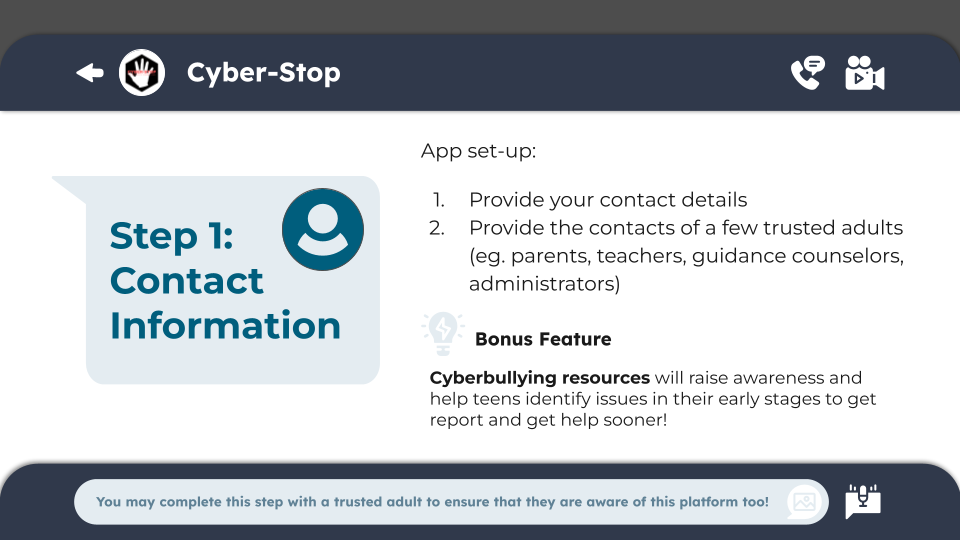 Cyber-Stop
App set-up:
Step 1:
Contact
Information
1. Provide your contact details
2. Provide the contacts of a few trusted adults
(eg. parents, teachers, guidance counselors,
administrators)
Bonus Feature
Cyberbullying resources will raise awareness and
help teens identify issues in their early stages to get
report and get help sooner!
You may complete this step with a trusted adult to ensure that they are aware of this platform too!